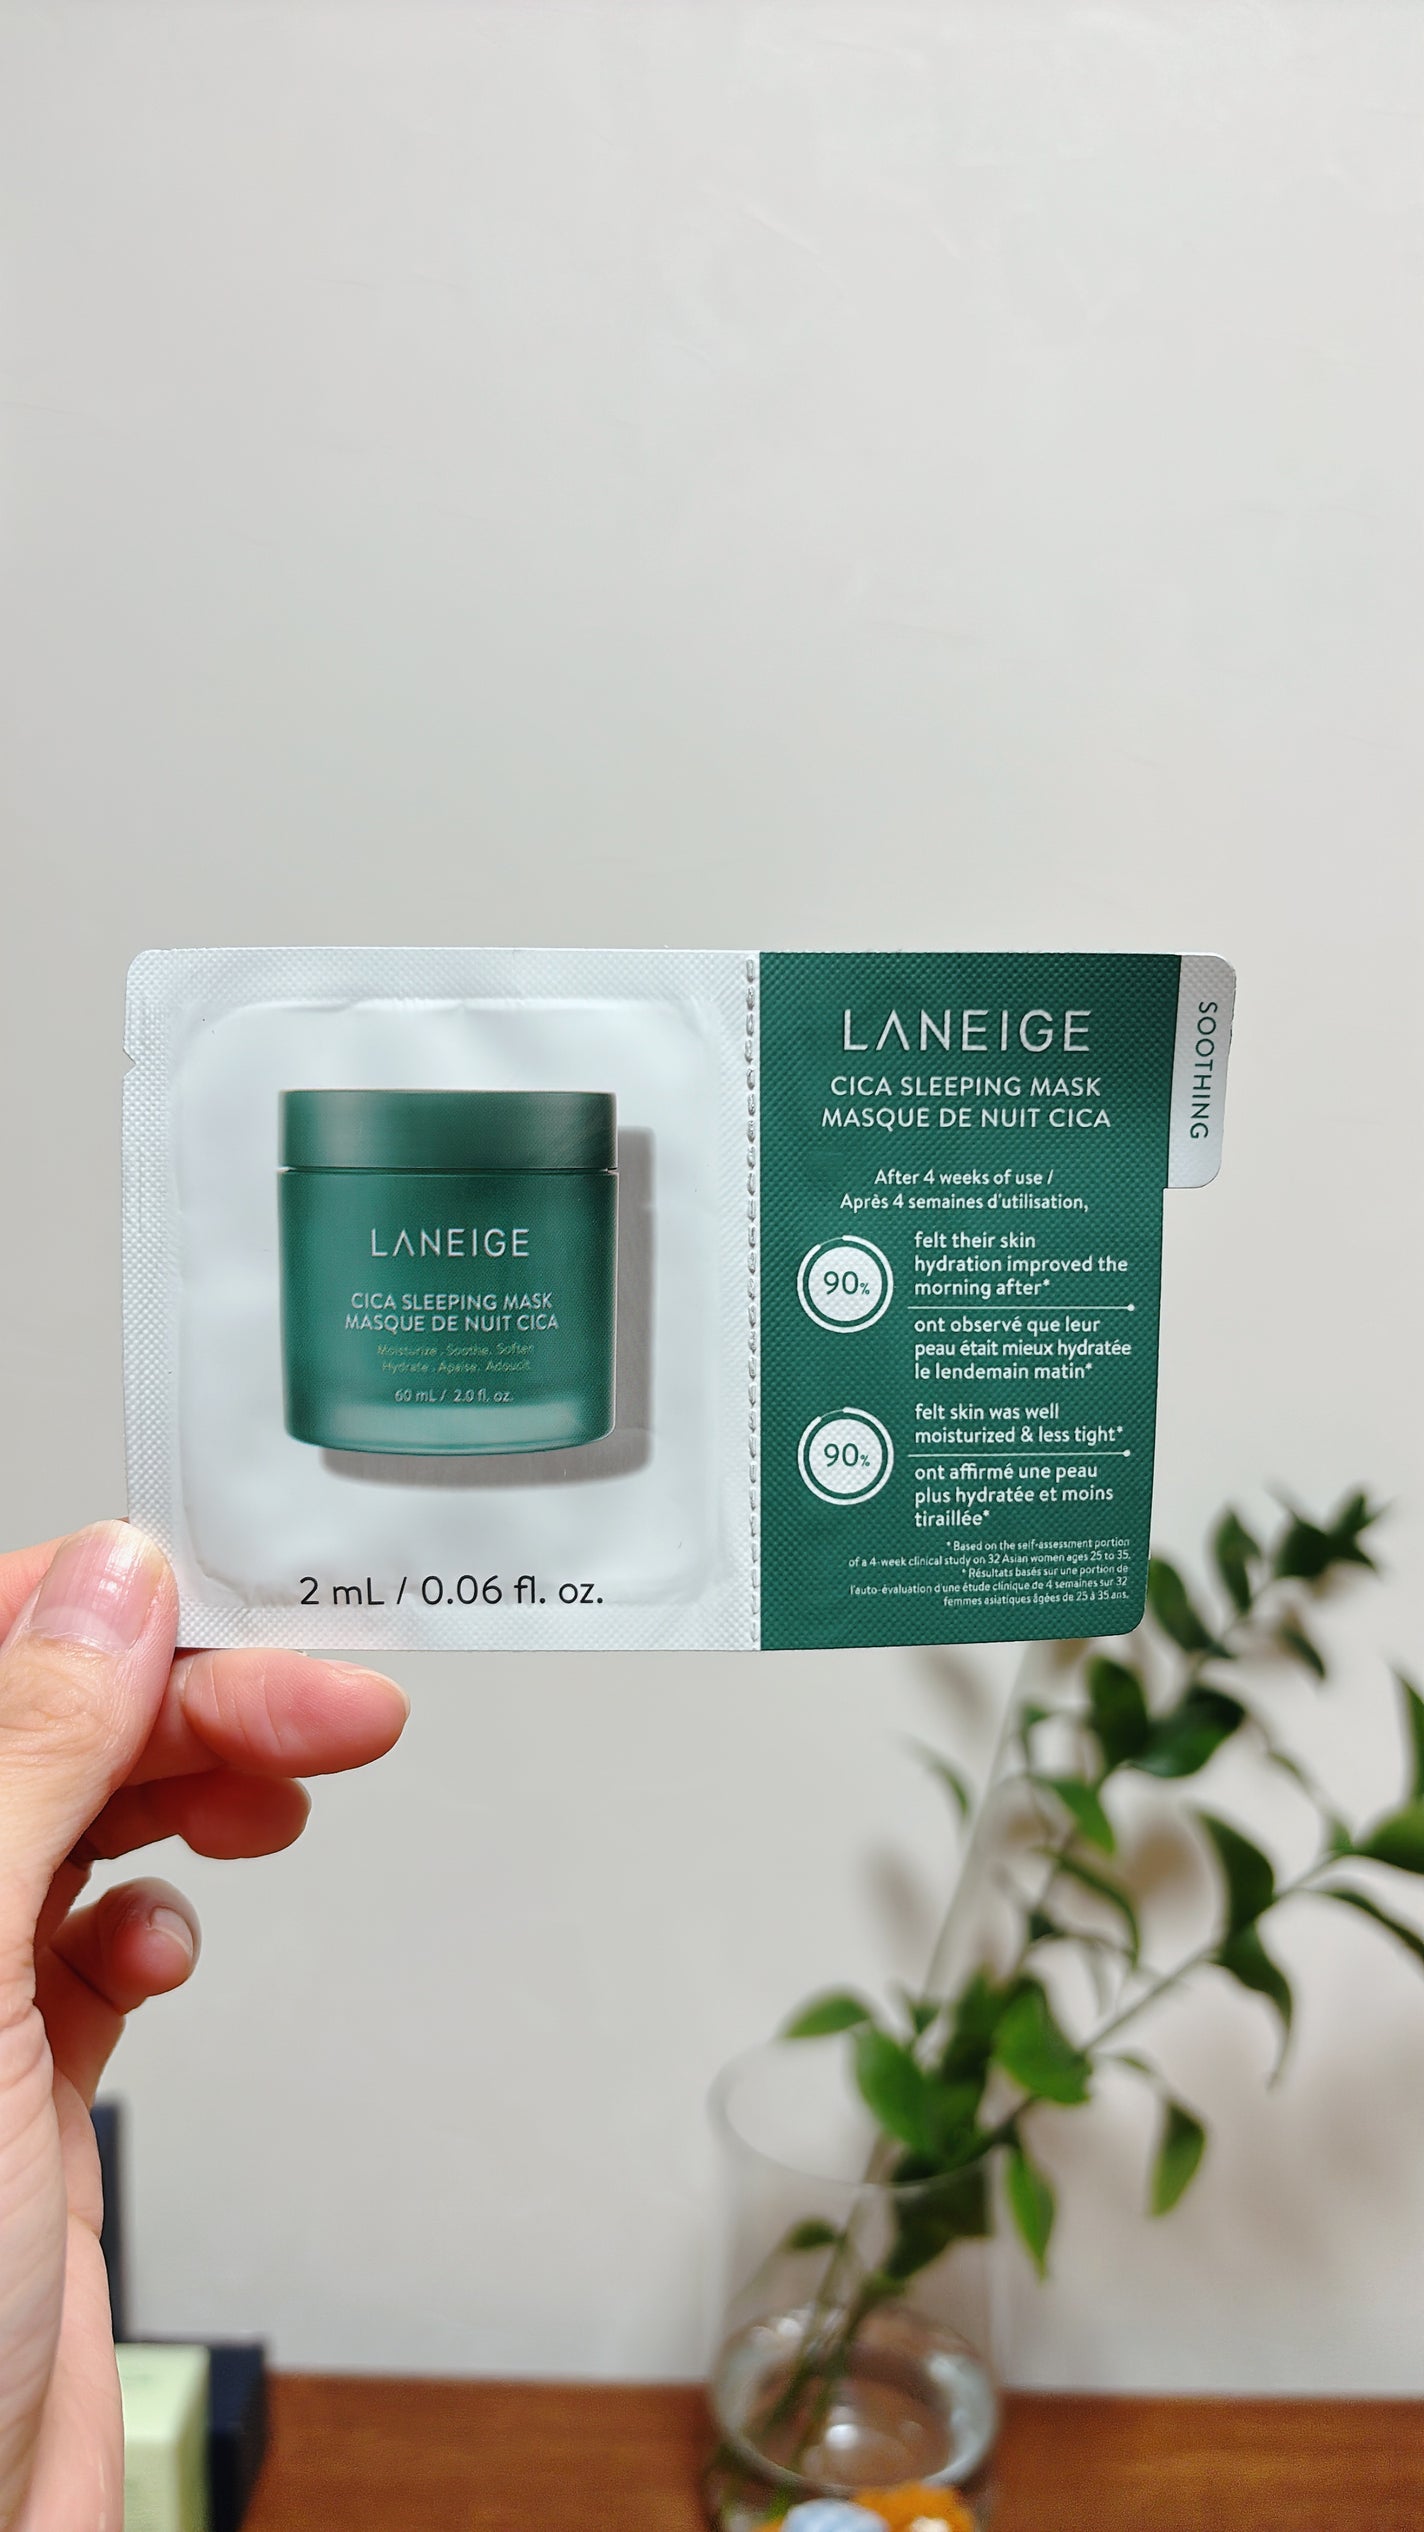 LANEIGE
CICA SLEEPING MASK
MASQUE DE NUIT CICA
Moisturize . Soothe. Soften
Hydrate . Apaise. Adoucit
60 mL / 2.0 fl. oz.
2 mL / 0.06 fl. oz.
LANEIGE
CICA SLEEPING MASK
MASQUE DE NUIT CICA
After 4 weeks of use /
Après 4 semaines d'utilisation,
90%
felt their skin
hydration improved the
morning after*
ont observé que leur
peau était mieux hydratée
le lendemain matin*
90%
felt skin was well
moisturized & less tight*
ont affirmé une peau
plus hydratée et moins
tiraillée*
* Based on the self-assessment portion
of a 4-week clinical study on 32 Asian women ages 25 to 35.
* Résultats basés sur une portion de
l'auto-évaluation d'une étude clinique de 4 semaines sur 32
femmes asiatiques âgées de 25 à 35 ans.
SOOTHING